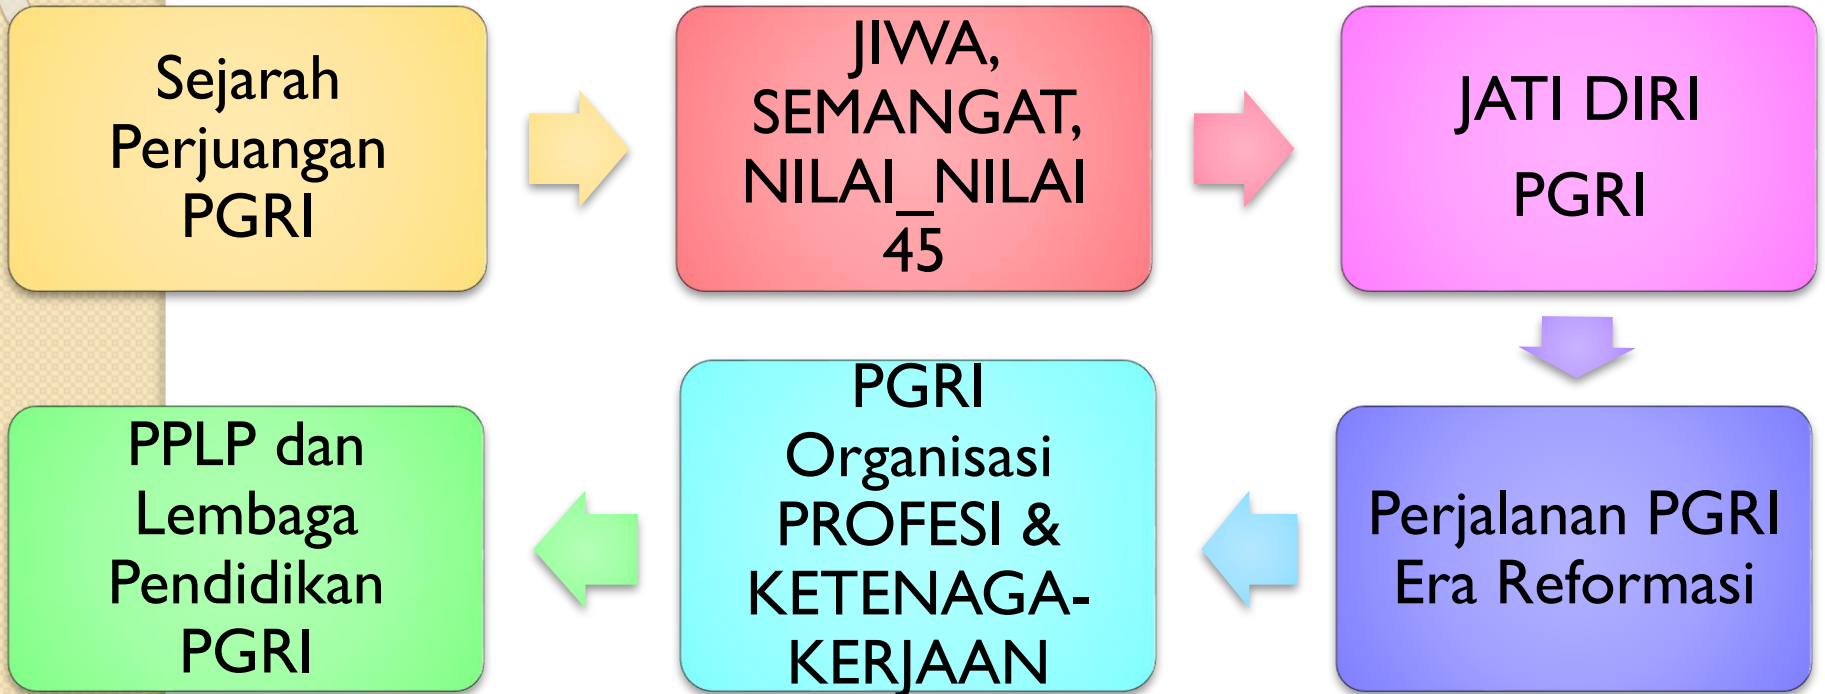 Sejarah
Perjuangan
PGRI
JIWA,
SEMANGAT,
NILAI_NILAI
45
JATI DIRI
PGRI
Perjalanan PGRI
Era Reformasi
PGRI
Organisasi
PROFESI &
KETENAGA-
KERJAAN
PPLP dan
Lembaga
Pendidikan
PGRI